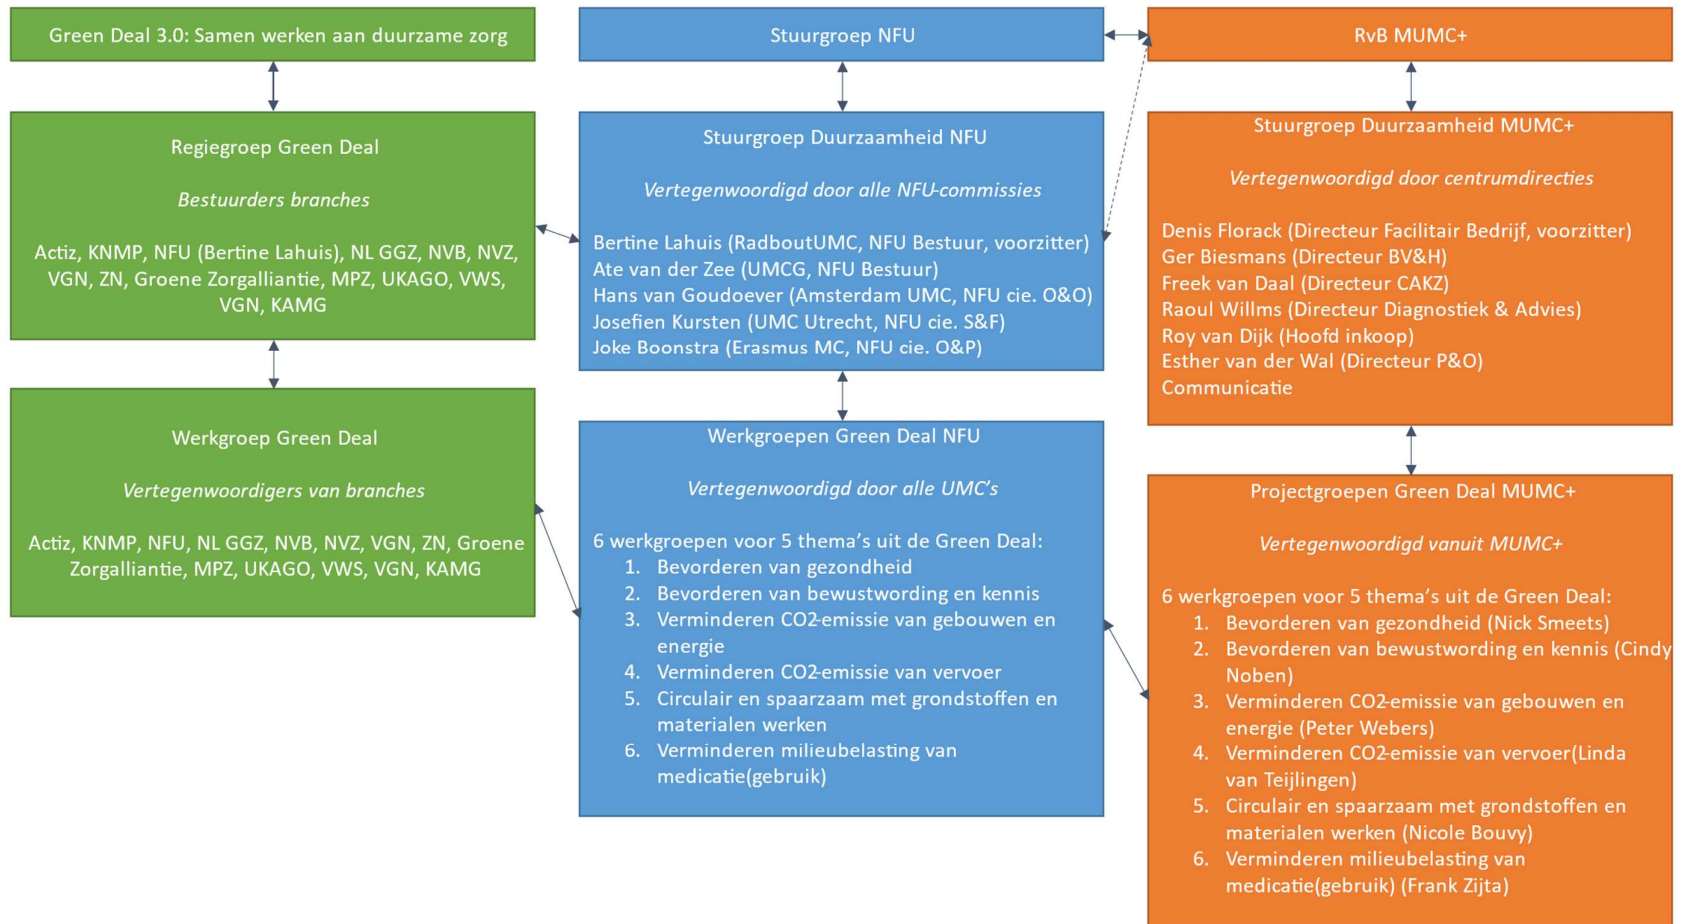 Green Deal 3.0: Samen werken aan duurzame zorg
Regiegroep Green Deal
Bestuurders branches
Actiz, KNMP, NFU (Bertine Lahuis), NL GGZ, NVB, NVZ,
VGN, ZN, Groene Zorgalliantie, MPZ, UKAGO, VWS,
VGN, KAMG
Werkgroep Green Deal
Vertegenwoordigers van branches
Actiz, KNMP, NFU, NL GGZ, NVB, NVZ, VGN, ZN, Groene
Zorgalliantie, MPZ, UKAGO, VWS, VGN, KAMG
Stuurgroep NFU
Stuurgroep Duurzaamheid NFU
Vertegenwoordigd door alle NFU-commissies
Bertine Lahuis (RadboutUMC, NFU Bestuur, voorzitter)
Ate van der Zee (UMCG, NFU Bestuur)
Hans van Goudoever (Amsterdam UMC, NFU cie. O&O)
Josefien Kursten (UMC Utrecht, NFU cie. S&F)
Joke Boonstra (Erasmus MC, NFU cie. O&P)
Werkgroepen Green Deal NFU
Vertegenwoordigd door alle UMC’s
6 werkgroepen voor 5 thema’s uit de Green Deal:
1. Bevorderen van gezondheid
2. Bevorderen van bewustwording en kennis
3. Verminderen CO2-emissie van gebouwen en
energie
4. Verminderen CO2-emissie van vervoer
5. Circulair en spaarzaam met grondstoffen en
materialen werken
6. Verminderen milieubelasting van
medicatie(gebruik)
RvB MUMC+
Stuurgroep Duurzaamheid MUMC+
Vertegenwoordigd door centrumdirecties
Denis Florack (Directeur Facilitair Bedrijf, voorzitter)
Ger Biesmans (Directeur BV&H)
Freek van Daal (Directeur CAKZ)
Raoul Willms (Directeur Diagnostiek & Advies)
Roy van Dijk (Hoofd inkoop)
Esther van der Wal (Directeur P&O)
Communicatie
Projectgroepen Green Deal MUMC+
Vertegenwoordigd vanuit MUMC+
6 werkgroepen voor 5 thema’s uit de Green Deal:
1. Bevorderen van gezondheid (Nick Smeets)
2. Bevorderen van bewustwording en kennis (Cindy
Noben)
3. Verminderen CO2-emissie van gebouwen en
energie (Peter Webers)
4. Verminderen CO2-emissie van vervoer(Linda
van Teijlingen)
5. Circulair en spaarzaam met grondstoffen en
materialen werken (Nicole Bouvy)
6. Verminderen milieubelasting van
medicatie(gebruik) (Frank Zijta)